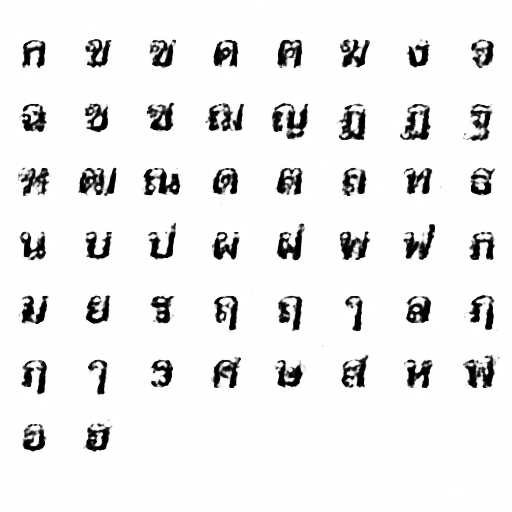 ก ข ฃ ค ฅ ฆ ง จ
ฉ ช ซ ฌ ญ ฎ ฏ ฐ
ฑ ฒ ณ ด ต ถ ท ธ
น บ ป ผ ฝ พ ฟ ภ
ม ย ร ฤ ฤ ๅ ล ฦ
ฦ ๅ ว ศ ษ ส ห ฬ
อ ฮ